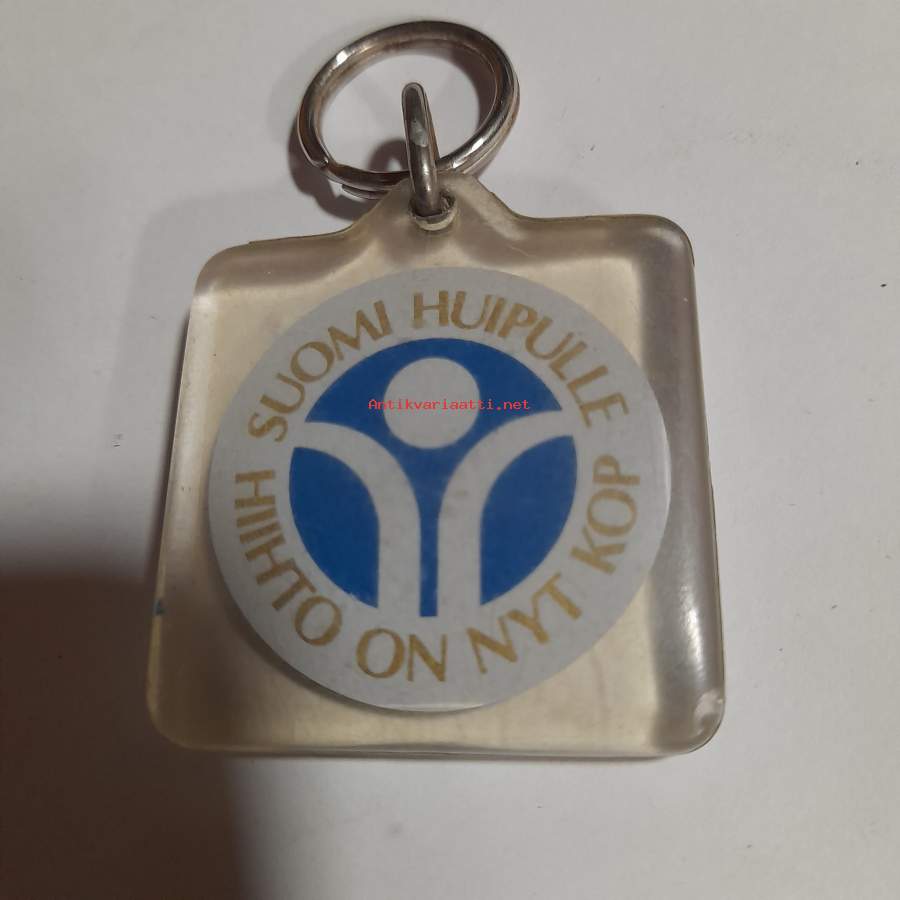 SUOMI HUIPULLE
HIIHTO ON NYT KOP
Antikvariaatti.net